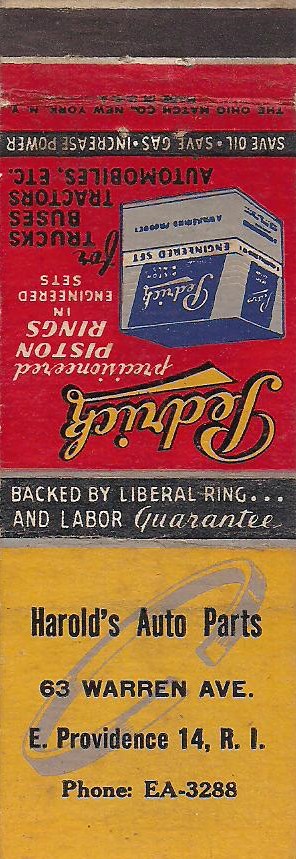 THE OHIO MATCH CO. NEW YORK, N. Y.
MADE IN U.S.A.
SAVE OIL • SAVE GAS • INCREASE POWER
Pedrick
precisioneered
PISTON
RINGS
IN
ENGINEERED
SETS
for TRUCKS
BUSES
TRACTORS
AUTOMOBILES, ETC.
Pedrick
ENGINEERED SET
BACKED BY LIBERAL RING...
AND LABOR Guarantee
Harold's Auto Parts
63 WARREN AVE.
E. Providence 14, R. I.
Phone: EA-3288